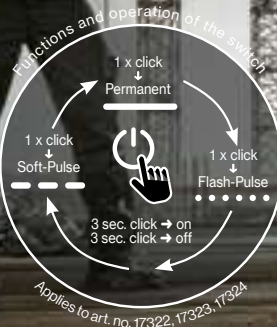 Functions and operation of the switch
1 x click
Permanent
1 x click
Soft-Pulse
1 x click
Flash-Pulse
3 sec. click ➔ on
3 sec. click ➔ off
Applies to art. no. 17322, 17323, 17324